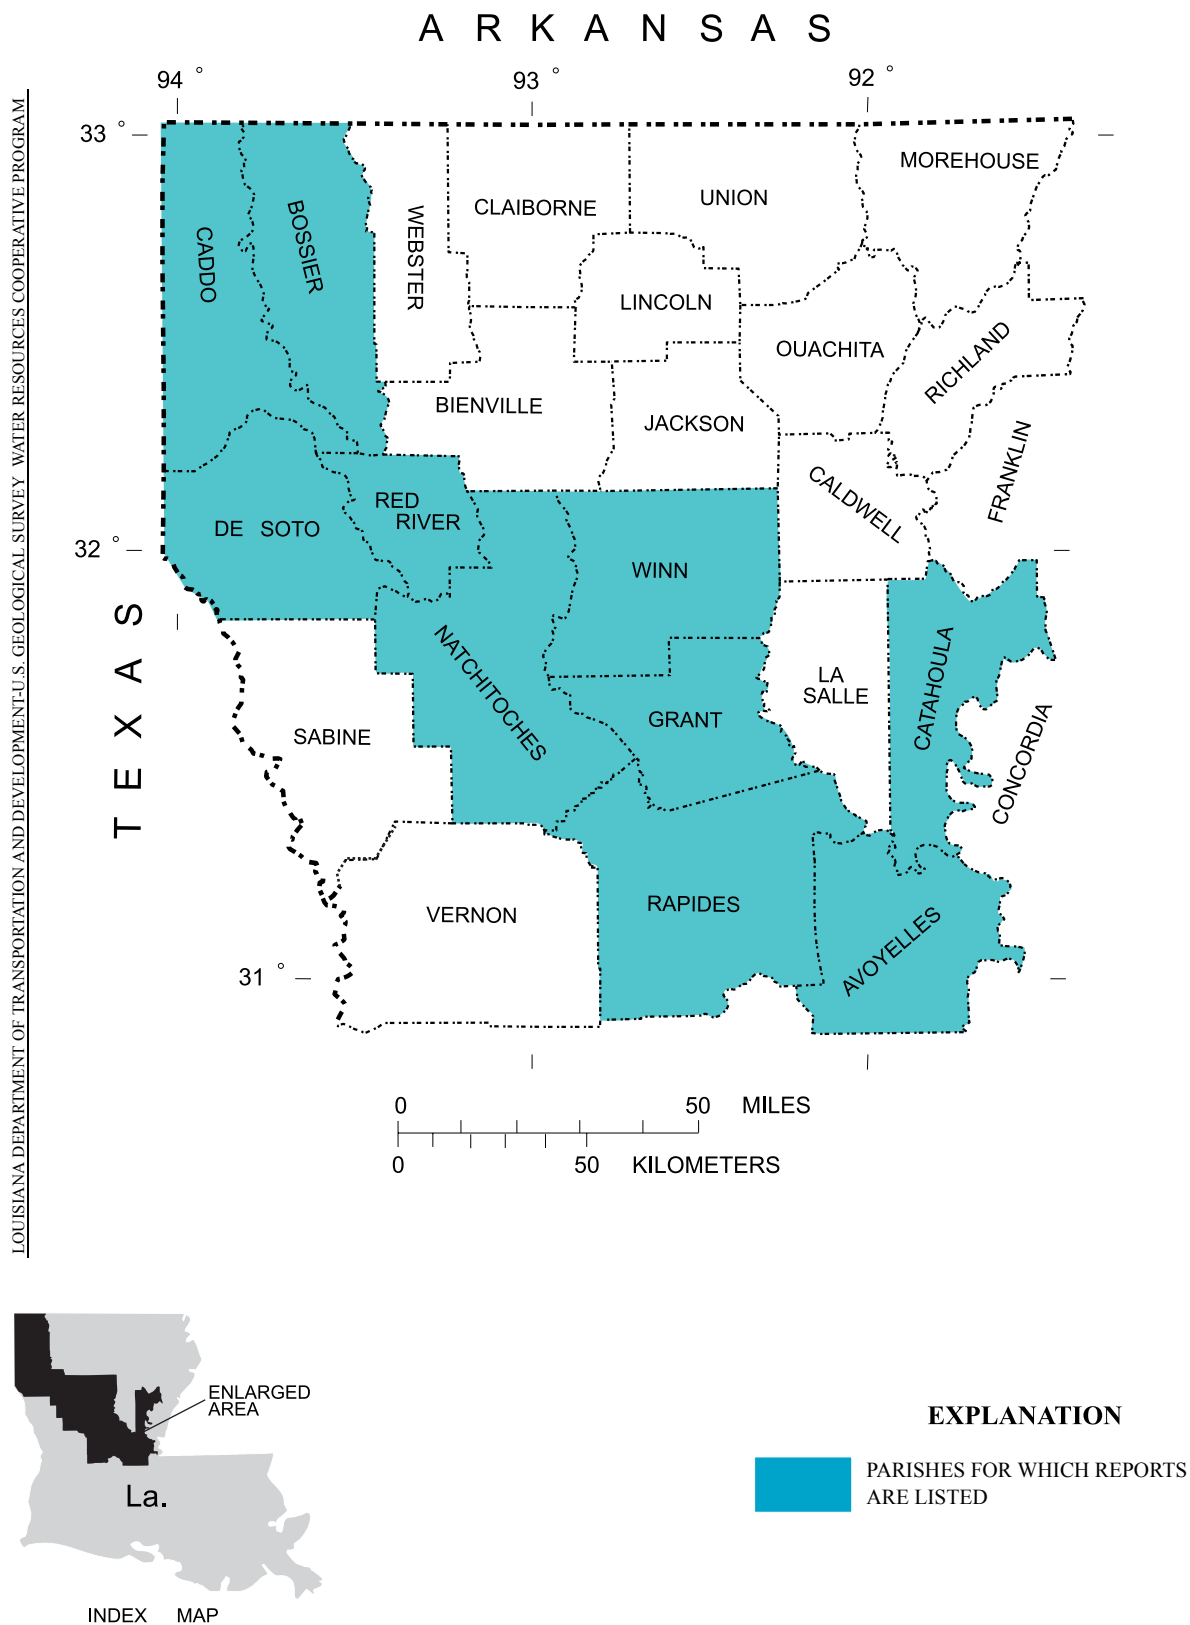 A R K A N S A S
94 °
93 °
92 °
33 °
32 °
31 °
LOUISIANA DEPARTMENT OF TRANSPORTATION AND DEVELOPMENT-U.S. GEOLOGICAL SURVEY WATER RESOURCES COOPERATIVE PROGRAM
T E X A S
CADDO
BOSSIER
WEBSTER
CLAIBORNE
UNION
MOREHOUSE
LINCOLN
OUACHITA
RICHLAND
BIENVILLE
JACKSON
FRANKLIN
CALDWELL
DE SOTO
RED
RIVER
WINN
NATCHITOCHES
GRANT
LA
SALLE
CATAHOULA
CONCORDIA
SABINE
VERNON
RAPIDES
AVOYELLES
0 50 MILES
0 50 KILOMETERS
ENLARGED
AREA
La.
INDEX MAP
EXPLANATION
PARISHES FOR WHICH REPORTS
ARE LISTED